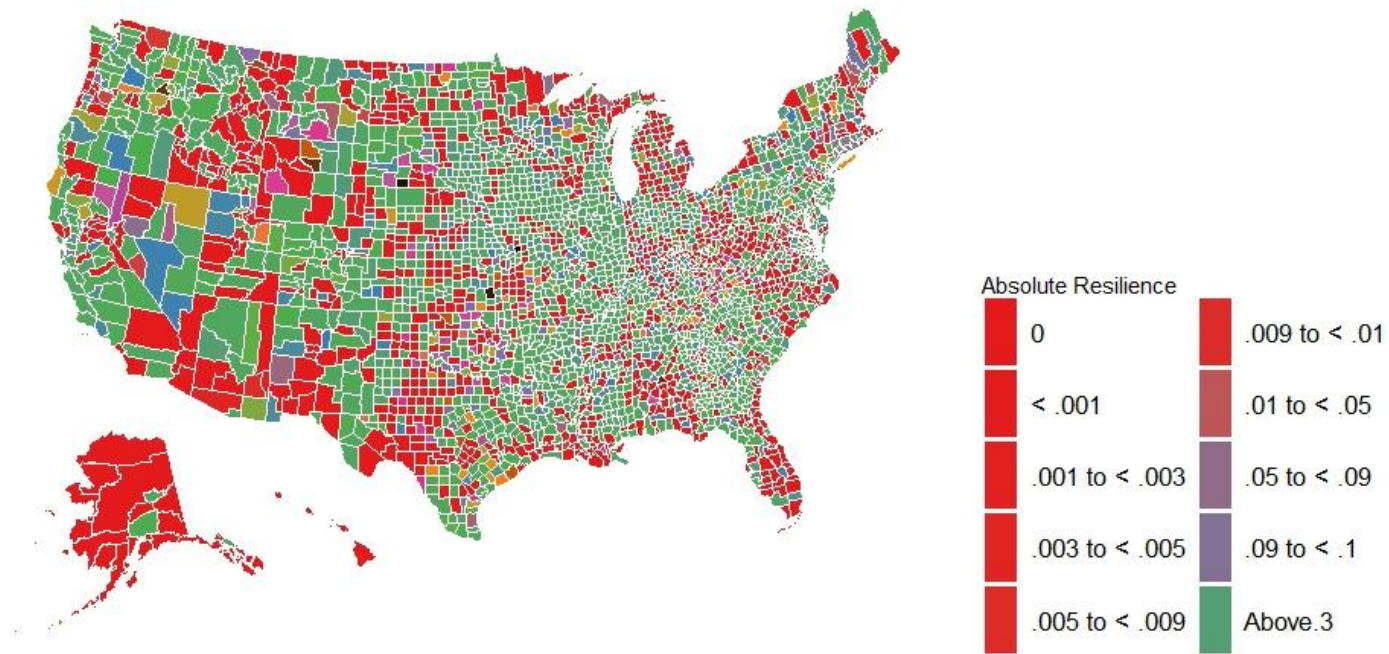 Absolute Resilience
0
< .001
.001 to < .003
.003 to < .005
.005 to < .009
.009 to < .01
.01 to < .05
.05 to < .09
.09 to < .1
Above.3